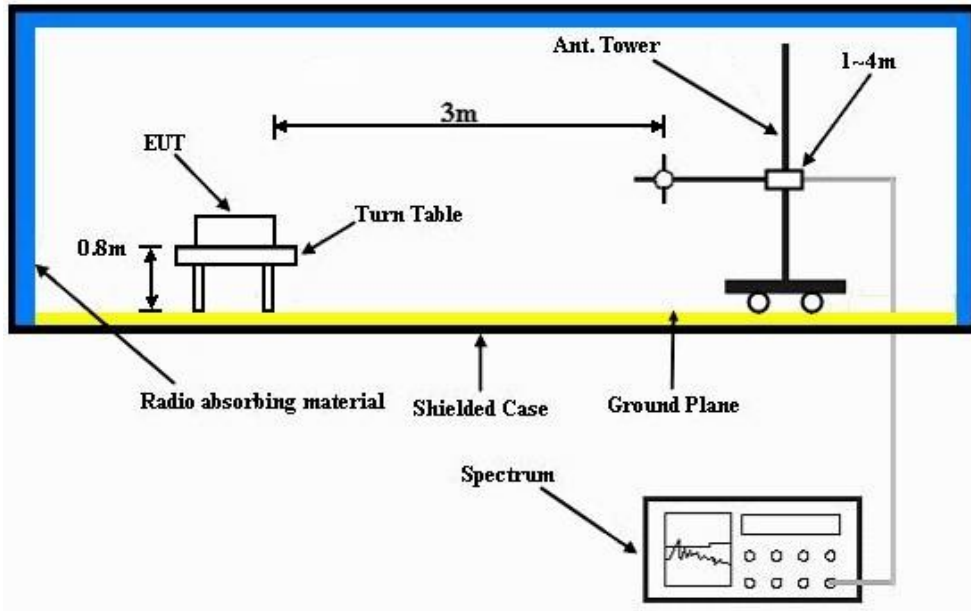 Ant. Tower
1~4m
3m
EUT
Turn Table
0.8m
Radio absorbing material
Shielded Case
Ground Plane
Spectrum